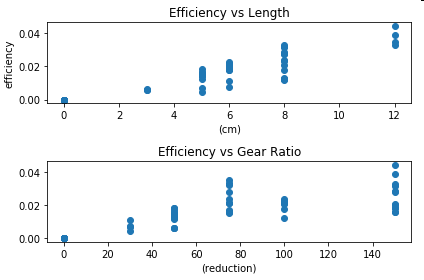 Efficiency vs Length
0.04
0.02
0.00
efficiency
0 2 4 6 8 10 12
(cm)
Efficiency vs Gear Ratio
0.04
0.02
0.00
0 20 40 60 80 100 120 140
(reduction)